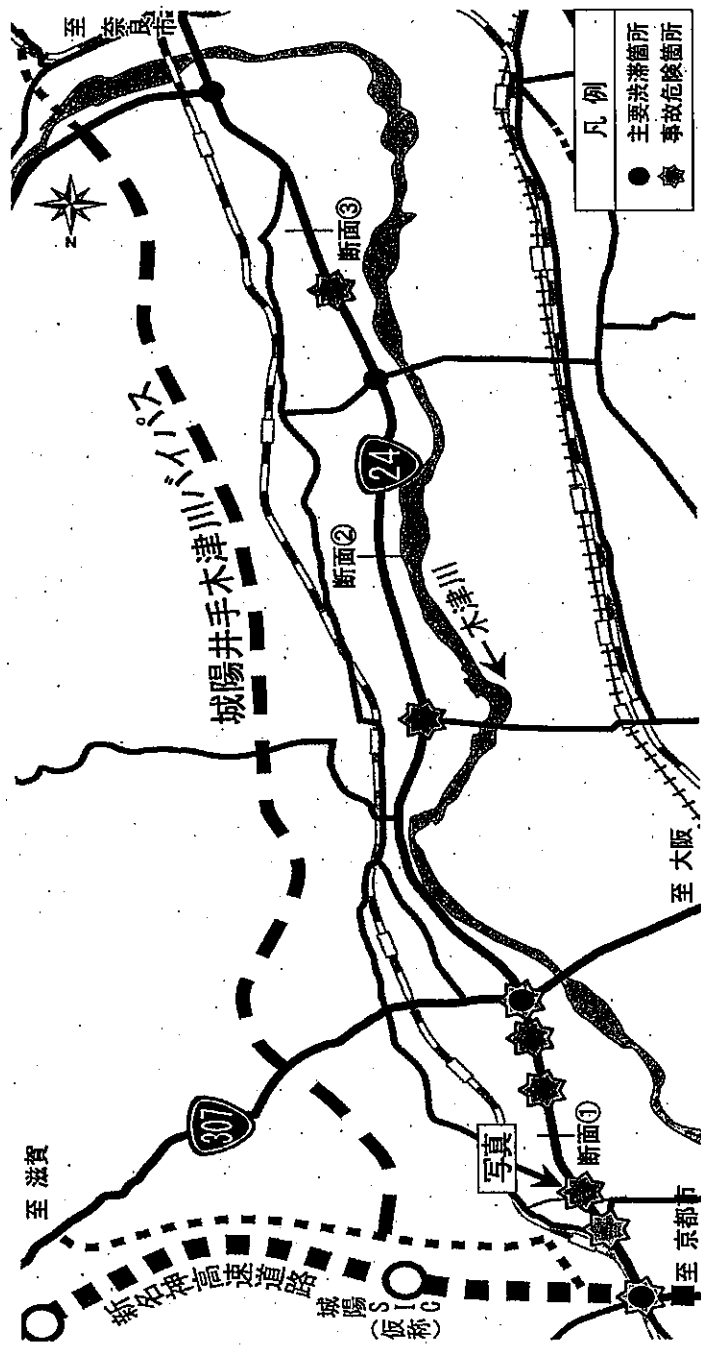 至 奈良市
N
城陽井手木津川バイパス
断面③
24
断面②
木津川
凡例
主要渋滞箇所
事故危険箇所
至 滋賀
307
新名神高速道路
城陽SIC
(仮称)
写真
断面①
至 大阪
至 京都市